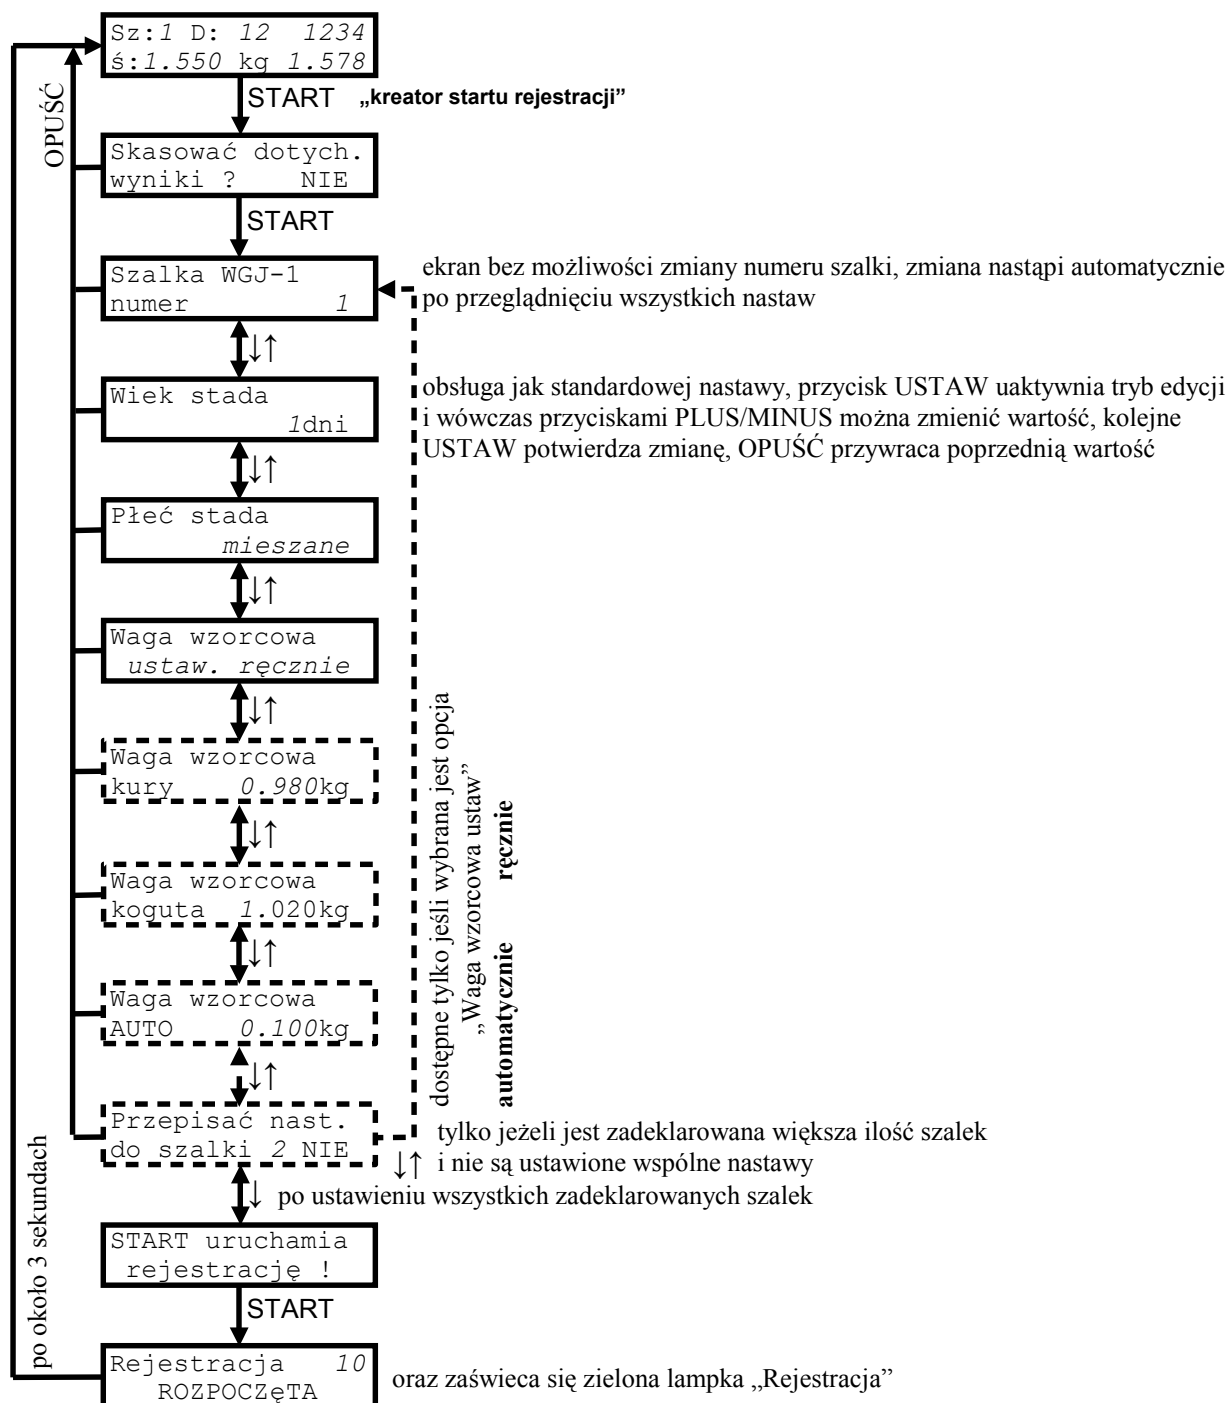 Sz:1 D: 12 1234
ś:1.550 kg 1.578
OPUŚĆ
START „kreator startu rejestracji”
Skasować dotych.
wyniki ? NIE
START
Szalka WGJ-1
numer 1
ekran bez możliwości zmiany numeru szalki, zmiana nastąpi automatycznie
po przeglądnięciu wszystkich nastaw
↓↑
Wiek stada
1dni
obsługa jak standardowej nastawy, przycisk USTAW uaktywnia tryb edycji
i wówczas przyciskami PLUS/MINUS można zmienić wartość, kolejne
USTAW potwierdza zmianę, OPUŚĆ przywraca poprzednią wartość
↓↑
Płeć stada
mieszane
↓↑
Waga wzorcowa
ustaw. ręcznie
↓↑
Waga wzorcowa
kury 0.980kg
↓↑
Waga wzorcowa
koguta 1.020kg
↓↑
Waga wzorcowa
AUTO 0.100kg
dostępne tylko jeśli wybrana jest opcja
„Waga wzorcowa ustaw”
automatycznie ręcznie
↓↑
Przepisać nast.
do szalki 2 NIE
tylko jeżeli jest zadeklarowana większa ilość szalek
↓↑ i nie są ustawione wspólne nastawy
↓ po ustawieniu wszystkich zadeklarowanych szalek
START uruchamia
rejestrację !
START
po około 3 sekundach
Rejestracja 10
ROZPOCZęTA
oraz zaświeca się zielona lampka „Rejestracja”